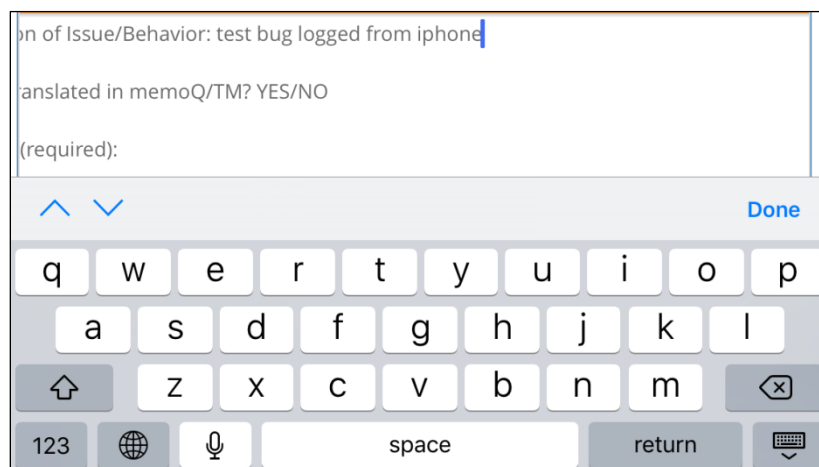 on of Issue/Behavior: test bug logged from iphone
anslated in memoQ/TM? YES/NO
(required):
Done
q w e r t y u i o p
a s d f g h j k l
z x c v b n m
123 space return